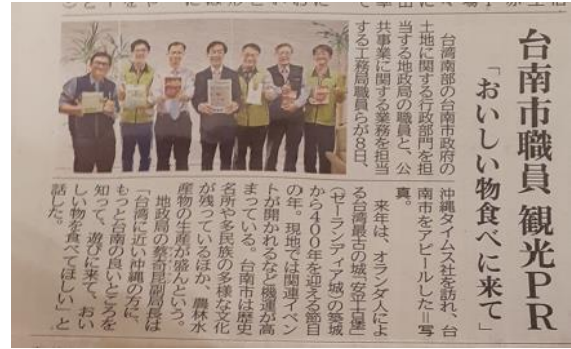 台南市職員 観光PR
「おいしい物食べに来て」
台湾南部の台南市政府の
土地に関する行政部門を担
当する地政局の職員と、公
共事業に関する業務を担当
する工務局職員らが8日、
沖縄タイムス社を訪れ、台
南市をアピールした＝写
真。
来年は、オランダ人によ
る台湾最古の城「安平古堡」
（ゼーランディア城）の築城
から400年を迎える節目
の年。現地では関連イベン
トが開かれるなど機運が高
まっている。台南市は歴史
名所や多民族の多様な文化
が残っているほか、農林水
産物の生産が盛んという。
地政局の蔡奇昆副局長は
「台湾に近い沖縄の方に、
もっと台南の良いところを
知って、遊びに来て、おい
しい物を食べてほしい」と
話した。